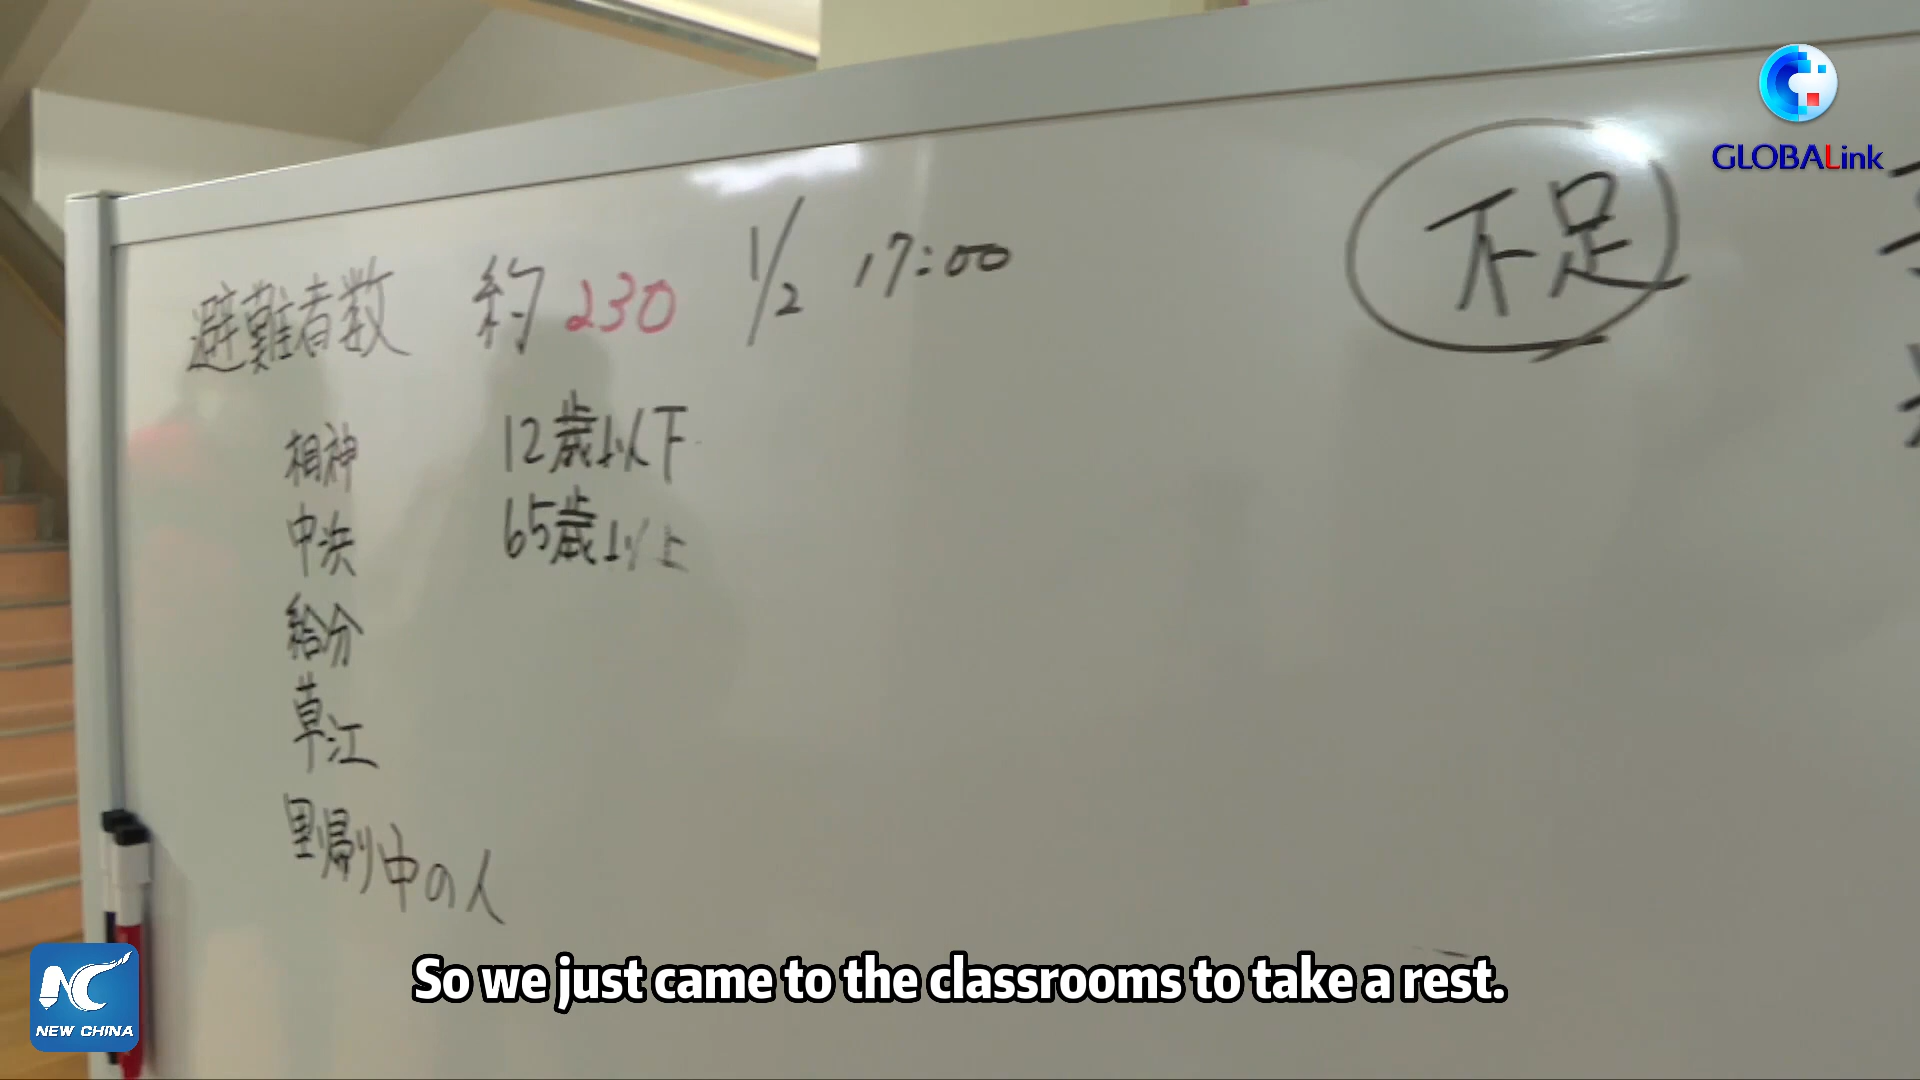 避難者数 約230 1/2 17:00
不足
相神 12歳以下
中浜 65歳以上
給分
草江
里帰り中の人
GLOBALink
So we just came to the classrooms to take a rest.
NEW CHINA